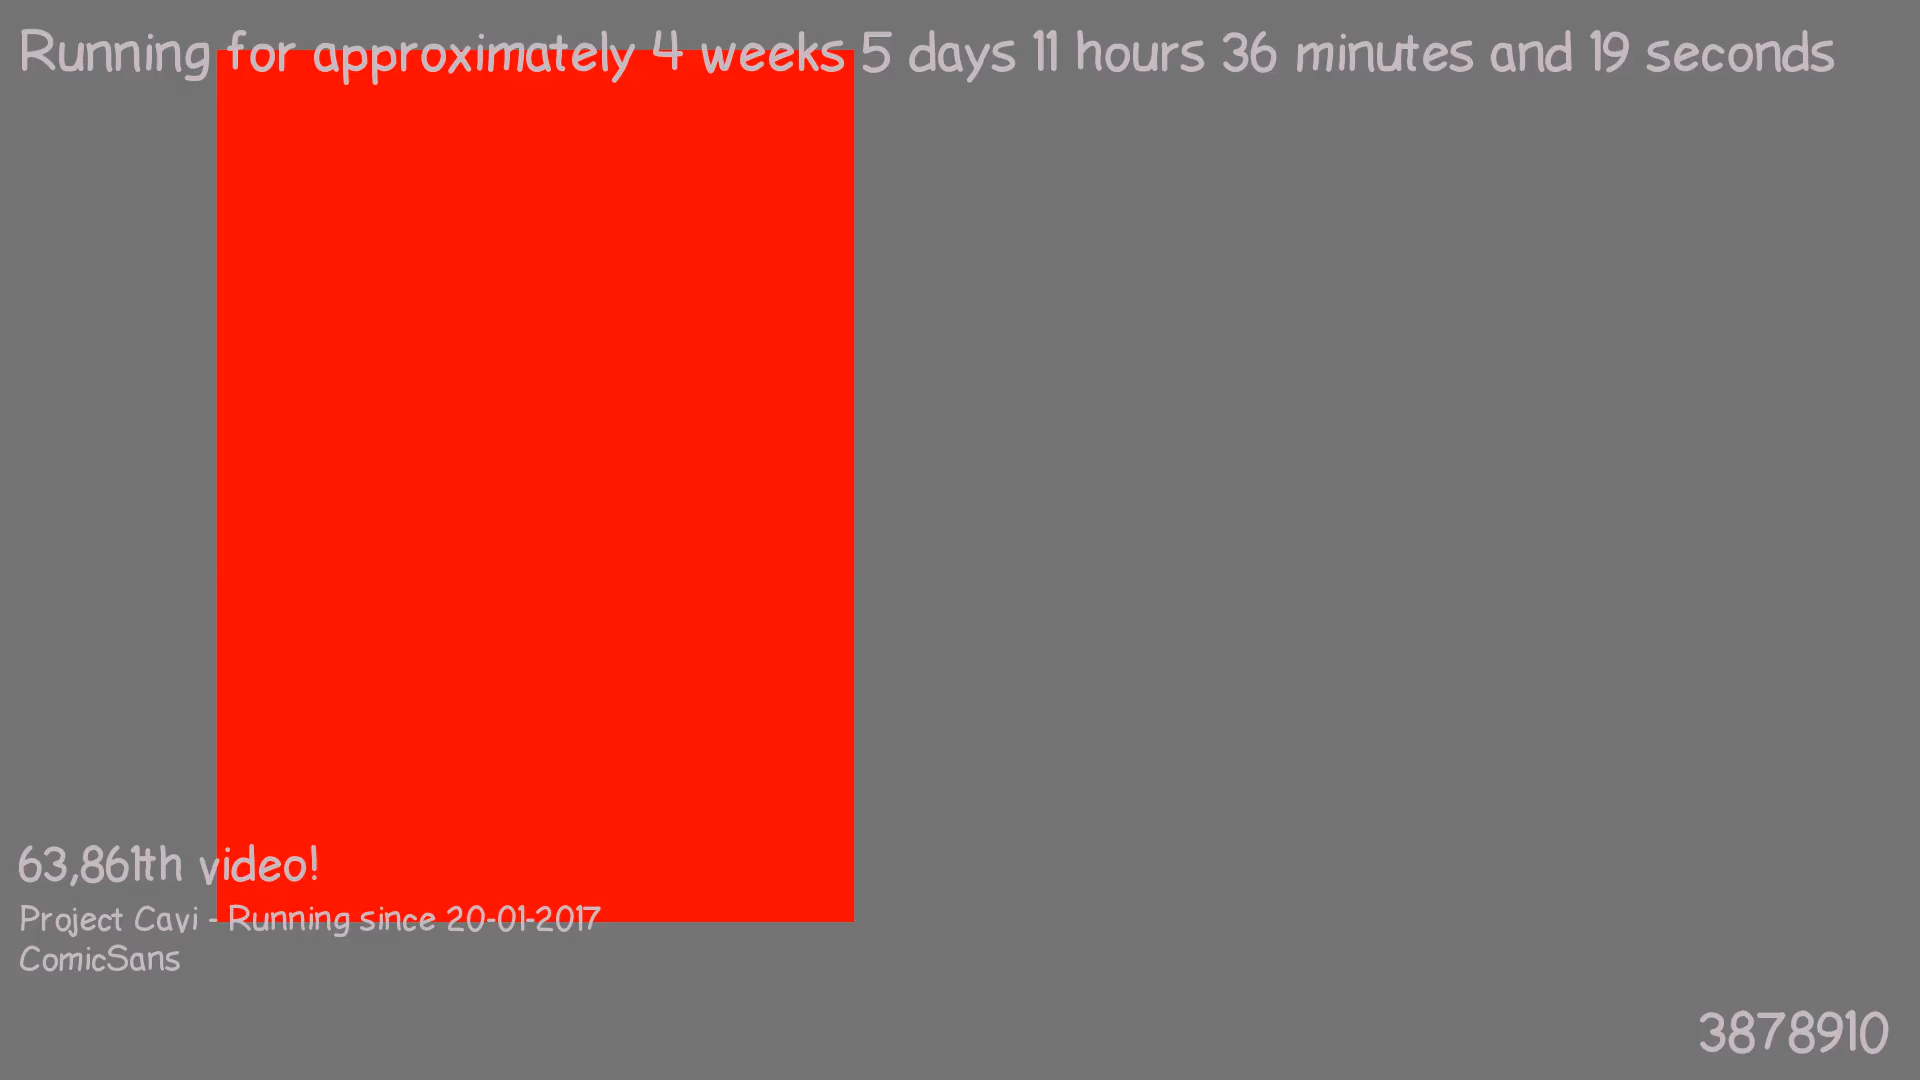 Running for approximately 4 weeks 5 days 11 hours 36 minutes and 19 seconds
63,861th video!
Project Cavi - Running since 20-01-2017
ComicSans
3878910